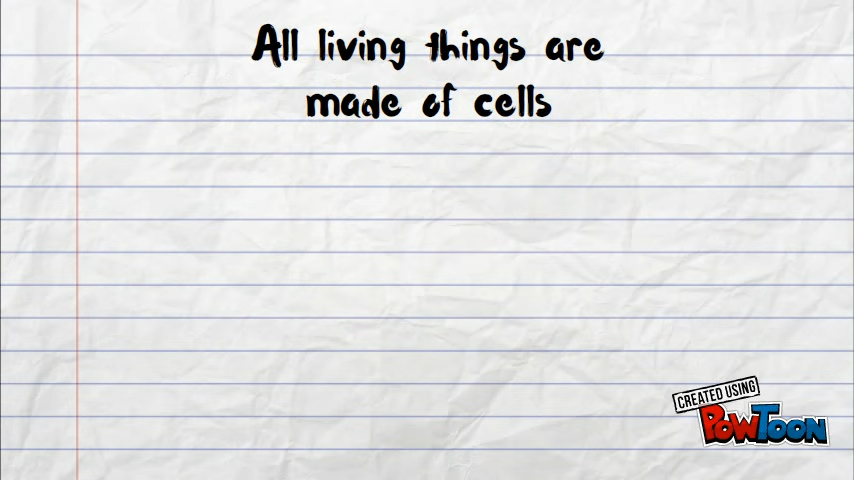 All living things are
made of cells
CREATED USING
POWTOON